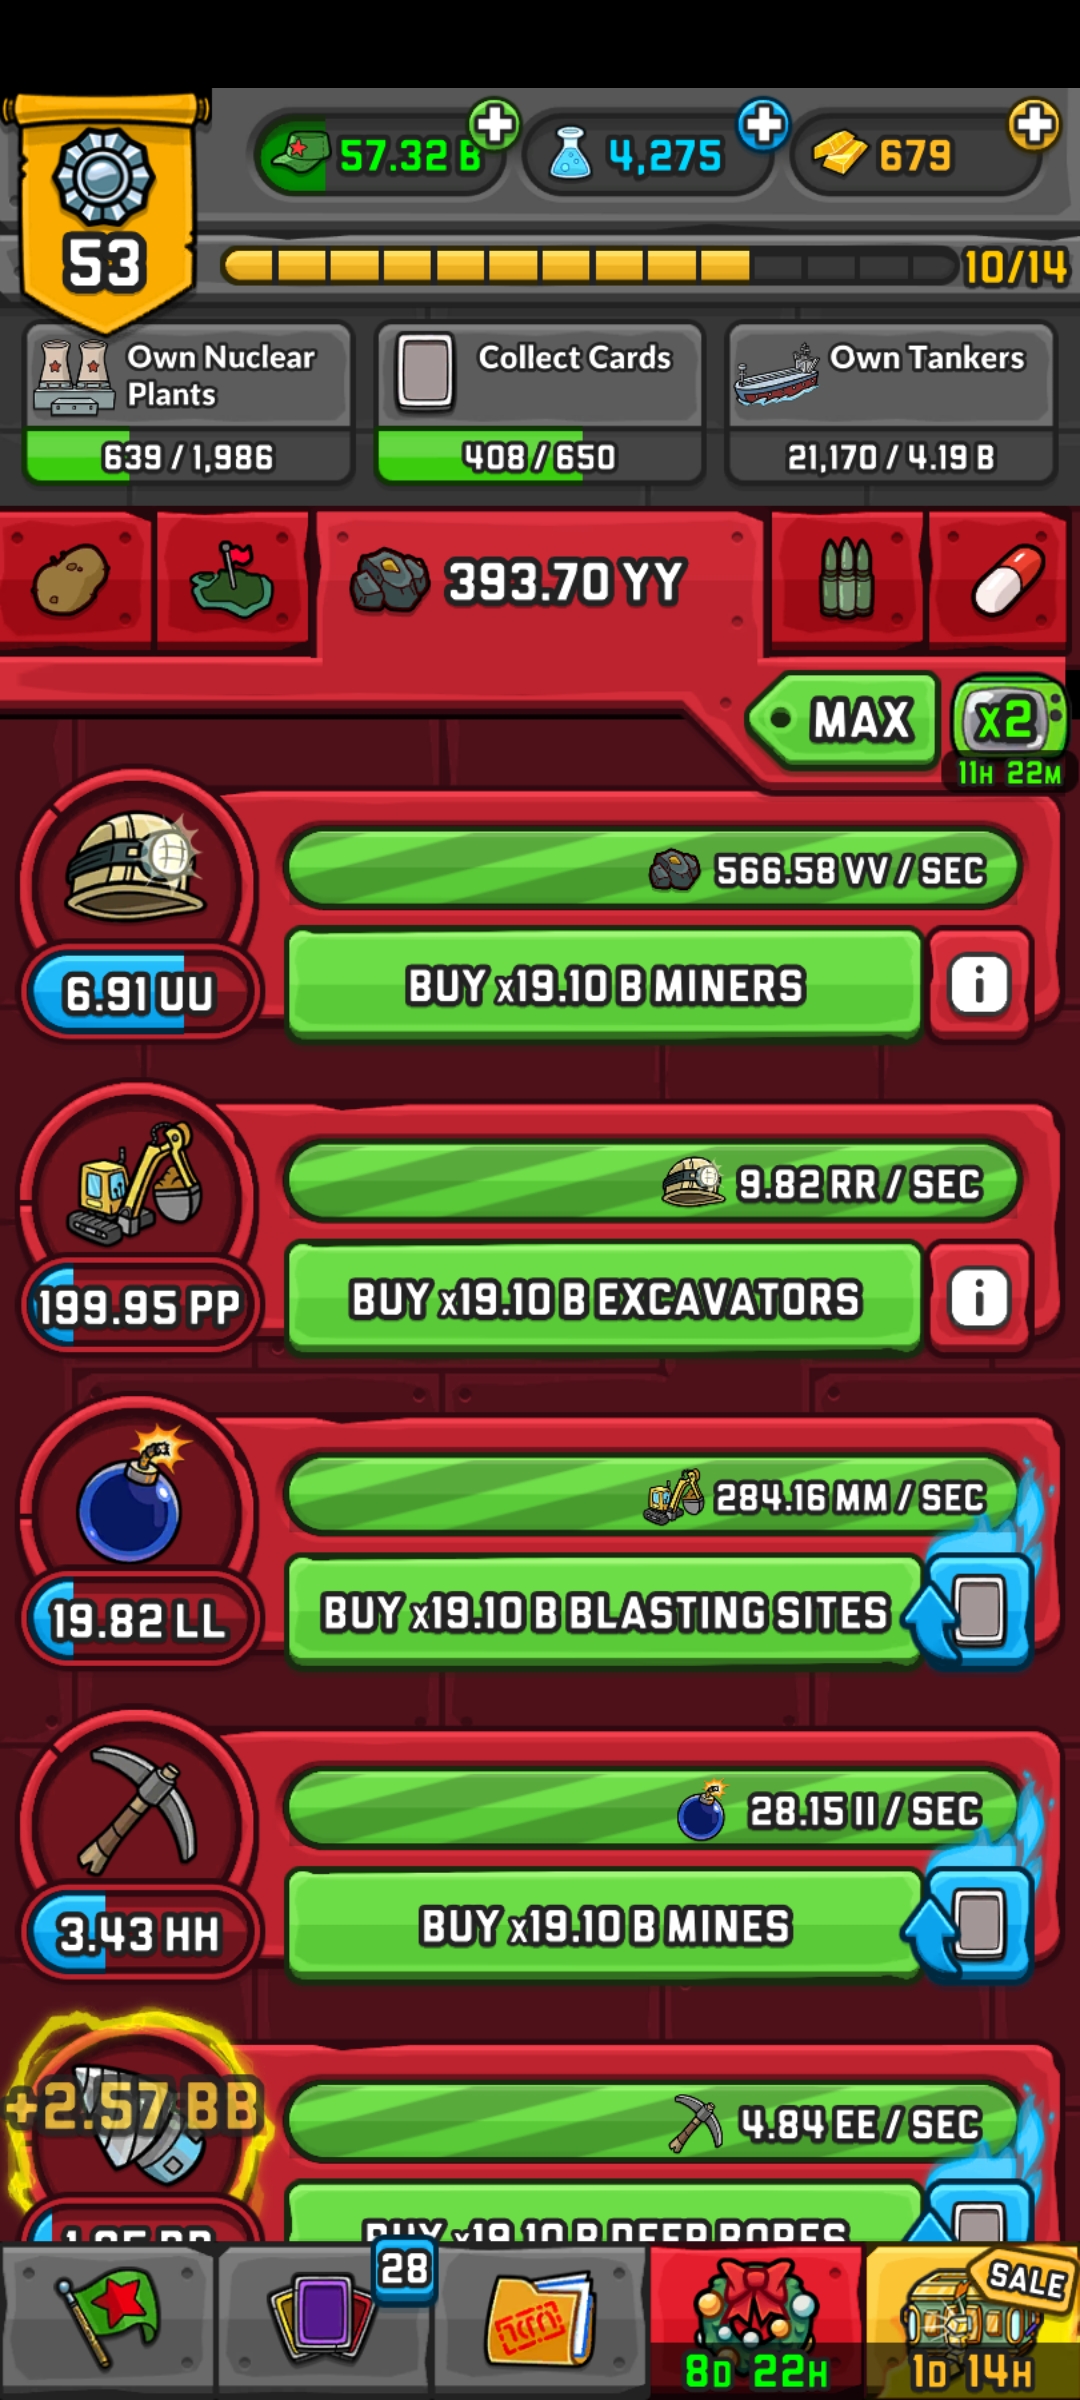 57.32 B
4,275
679
53
10/14
Own Nuclear
Plants
639 / 1,986
Collect Cards
408 / 650
Own Tankers
21,170 / 4.19 B
393.70 YY
MAX
x2
11H 22M
566.58 VV / SEC
6.91 UU
BUY x19.10 B MINERS
i
9.82 RR / SEC
199.95 PP
BUY x19.10 B EXCAVATORS
i
284.16 MM / SEC
19.82 LL
BUY x19.10 B BLASTING SITES
28.15 II / SEC
3.43 HH
BUY x19.10 B MINES
+2.57 BB
4.84 EE / SEC
BUY x19.10 B DEEP BORES
28
SALE
8D 22H
1D 14H